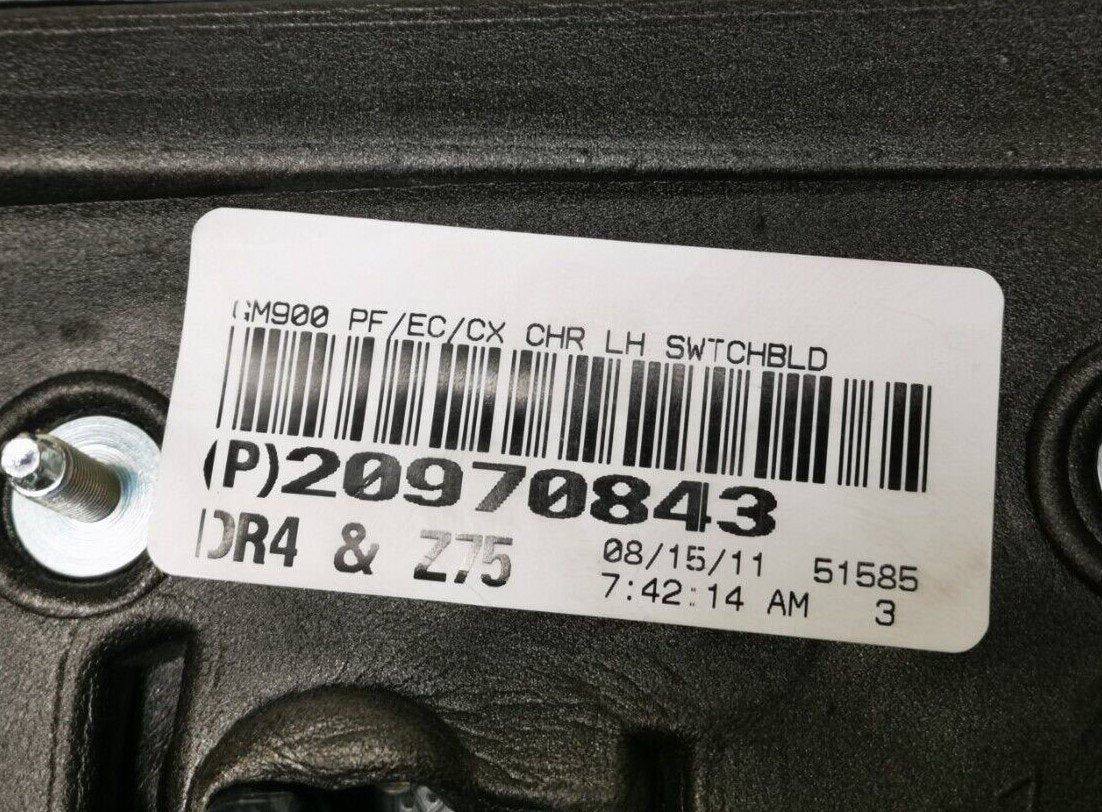 GM900 PF/EC/CX CHR LH SWTCHBLD
(P)20970843
DR4 & Z75
08/15/11 51585
7:42:14 AM 3